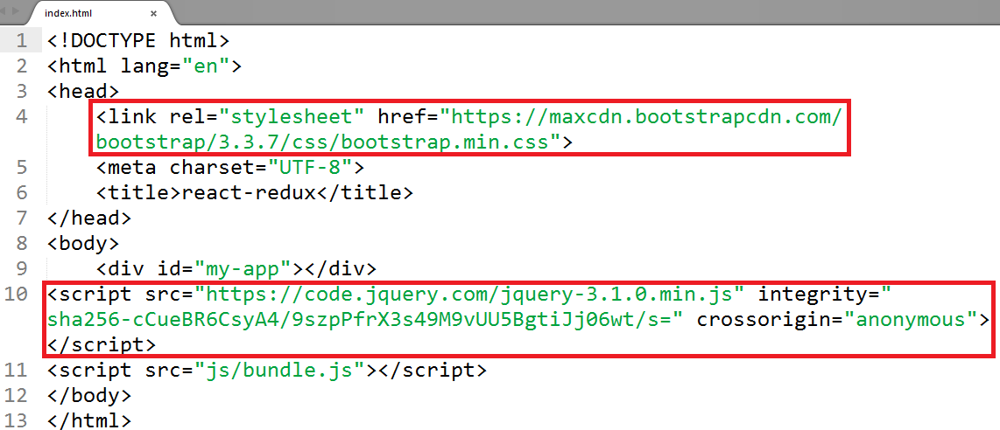 index.html ×
1 <!DOCTYPE html>
2 <html lang="en">
3 <head>
4 <link rel="stylesheet" href="https://maxcdn.bootstrapcdn.com/
bootstrap/3.3.7/css/bootstrap.min.css">
5 <meta charset="UTF-8">
6 <title>react-redux</title>
7 </head>
8 <body>
9 <div id="my-app"></div>
10 <script src="https://code.jquery.com/jquery-3.1.0.min.js" integrity="
sha256-cCueBR6CsyA4/9szpPfrX3s49M9vUU5BgtiJj06wt/s=" crossorigin="anonymous">
</script>
11 <script src="js/bundle.js"></script>
12 </body>
13 </html>